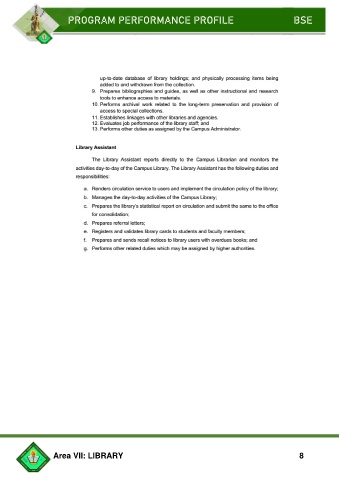 PROGRAM PERFORMANCE PROFILE BSE
up-to-date database of library holdings; and physically processing items being
added to and withdrawn from the collection.
9. Prepares bibliographies and guides, as well as other instructional and research
tools to enhance access to materials.
10. Performs archival work related to the long-term preservation and provision of
access to special collections.
11. Establishes linkages with other libraries and agencies.
12. Evaluates job performance of the library staff; and
13. Performs other duties as assigned by the Campus Administrator.
Library Assistant
The Library Assistant reports directly to the Campus Librarian and monitors the
activities day-to-day of the Campus Library. The Library Assistant has the following duties and
responsibilities:
a. Renders circulation service to users and implement the circulation policy of the library;
b. Manages the day-to-day activities of the Campus Library;
c. Prepares the library's statistical report on circulation and submit the same to the office
for consolidation;
d. Prepares referral letters;
e. Registers and validates library cards to students and faculty members;
f. Prepares and sends recall notices to library users with overdues books; and
g. Performs other related duties which may be assigned by higher authorities.
Area VII: LIBRARY 8